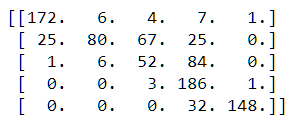 [[172. 6. 4. 7. 1.]
[ 25. 80. 67. 25. 0.]
[ 1. 6. 52. 84. 0.]
[ 0. 0. 3. 186. 1.]
[ 0. 0. 0. 32. 148.]]